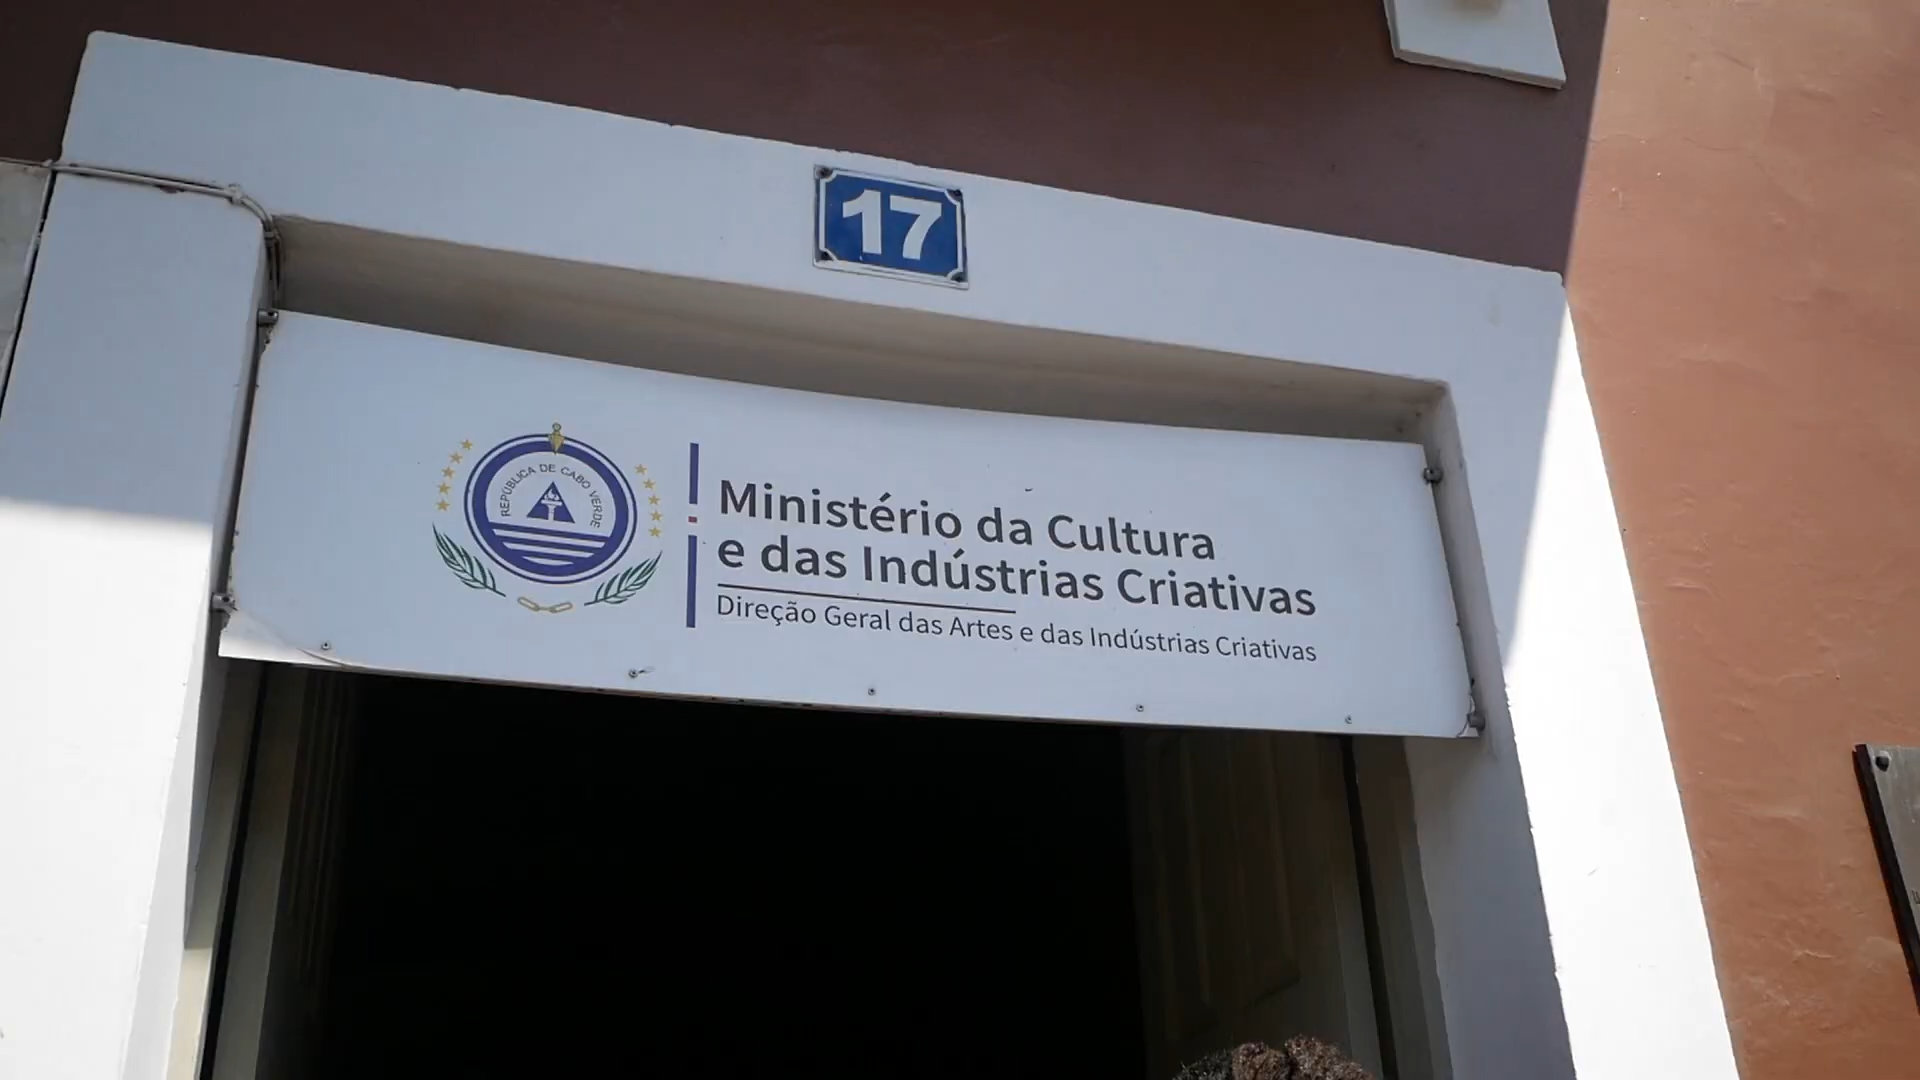 17
REPÚBLICA DE CABO VERDE
Ministério da Cultura
e das Indústrias Criativas
Direção Geral das Artes e das Indústrias Criativas